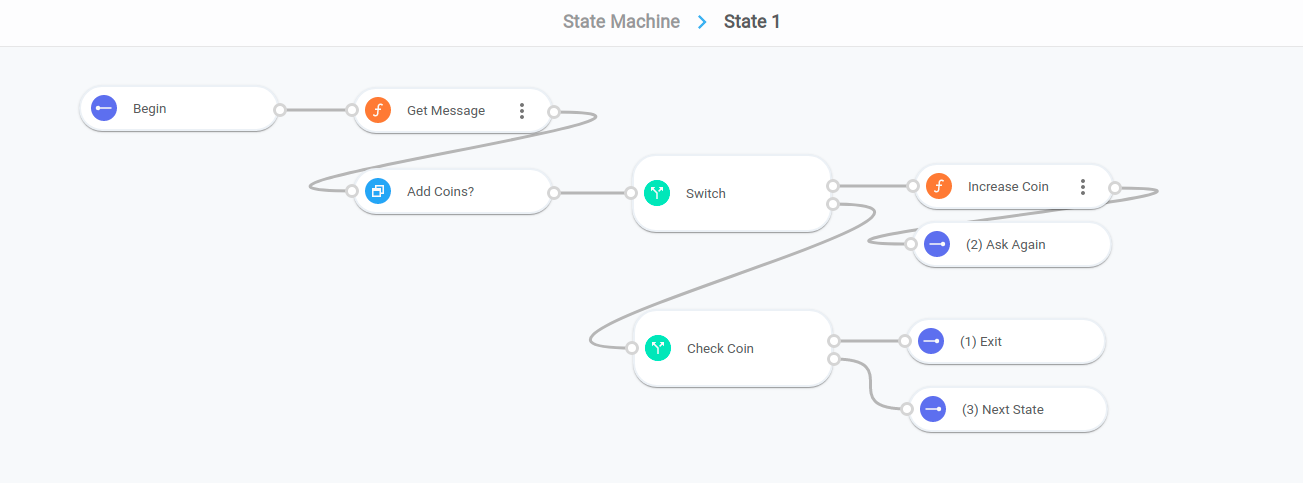 State Machine > State 1
Begin
Get Message
Add Coins?
Switch
Increase Coin
(2) Ask Again
Check Coin
(1) Exit
(3) Next State